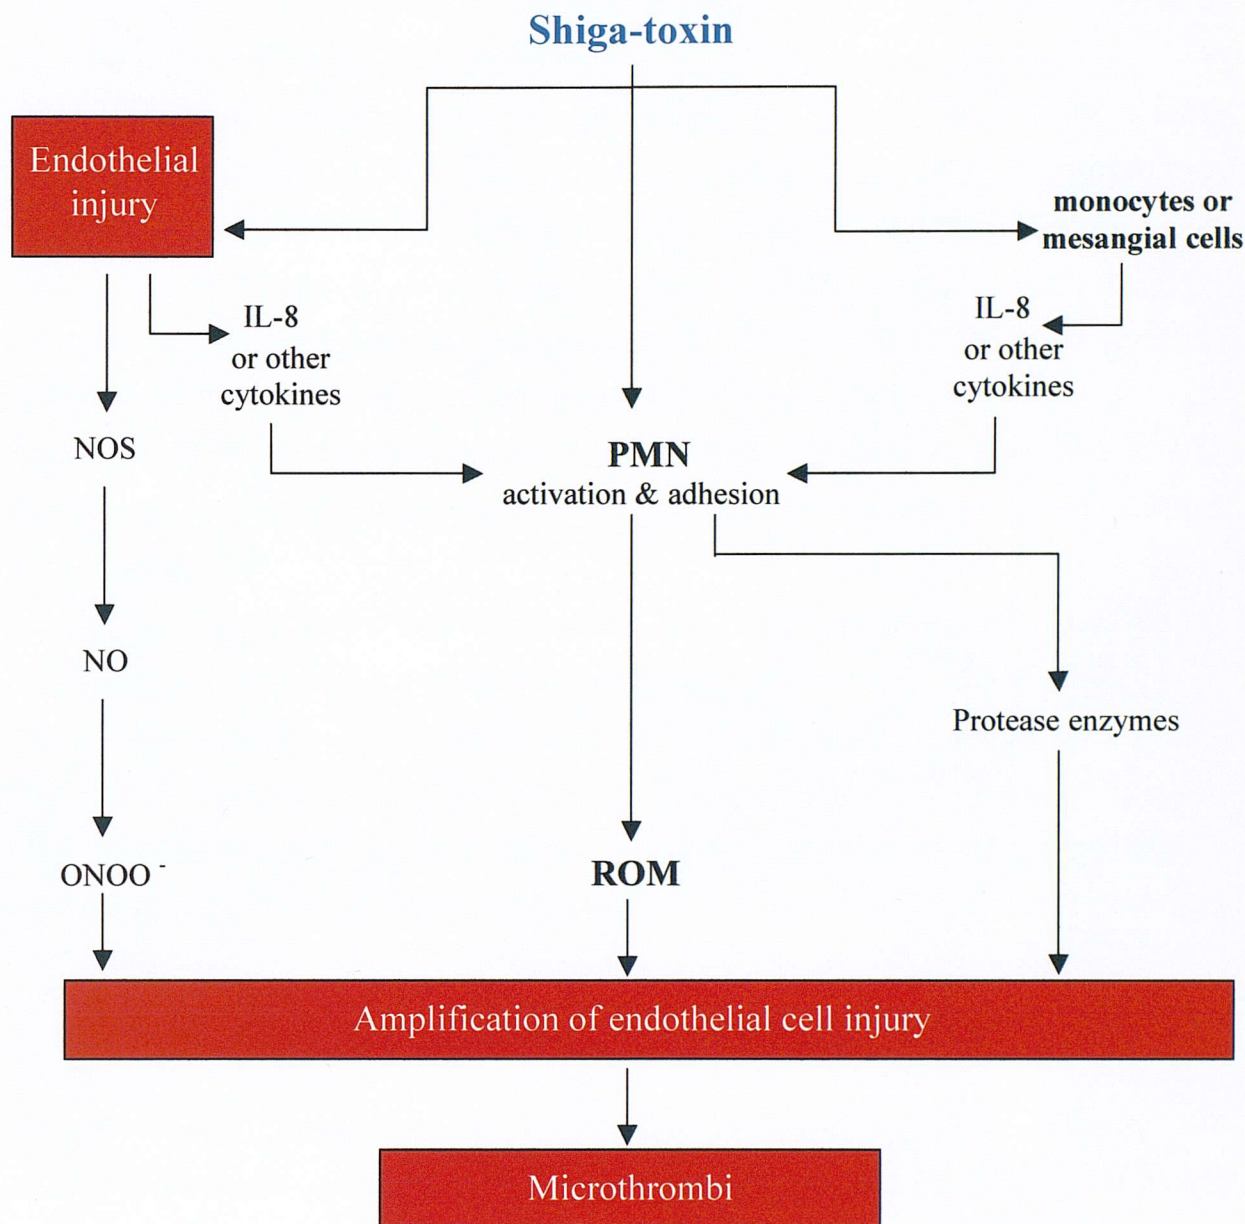 Shiga-toxin
Endothelial
injury
monocytes or
mesangial cells
IL-8
or other
cytokines
IL-8
or other
cytokines
NOS
PMN
activation & adhesion
NO
Protease enzymes
ONOO -
ROM
Amplification of endothelial cell injury
Microthrombi